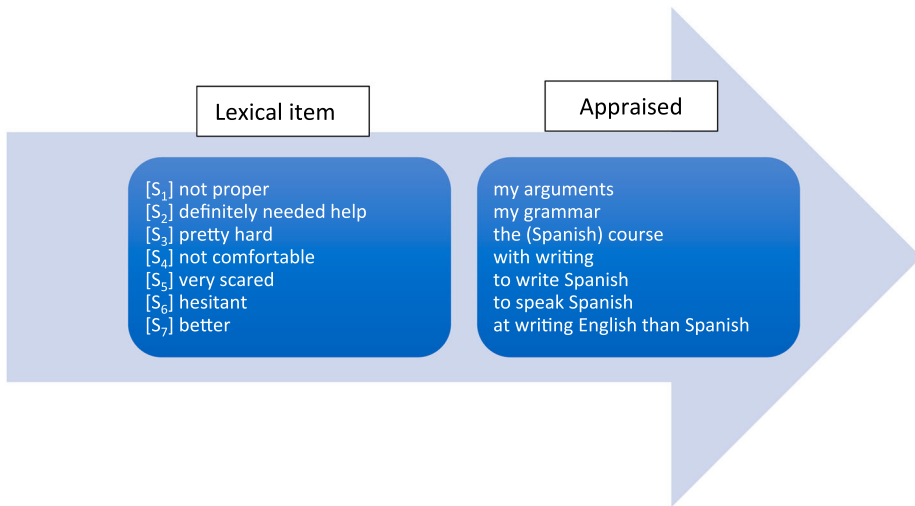 Lexical item
Appraised
[S₁] not proper
[S₂] definitely needed help
[S₃] pretty hard
[S₄] not comfortable
[S₅] very scared
[S₆] hesitant
[S₇] better
my arguments
my grammar
the (Spanish) course
with writing
to write Spanish
to speak Spanish
at writing English than Spanish